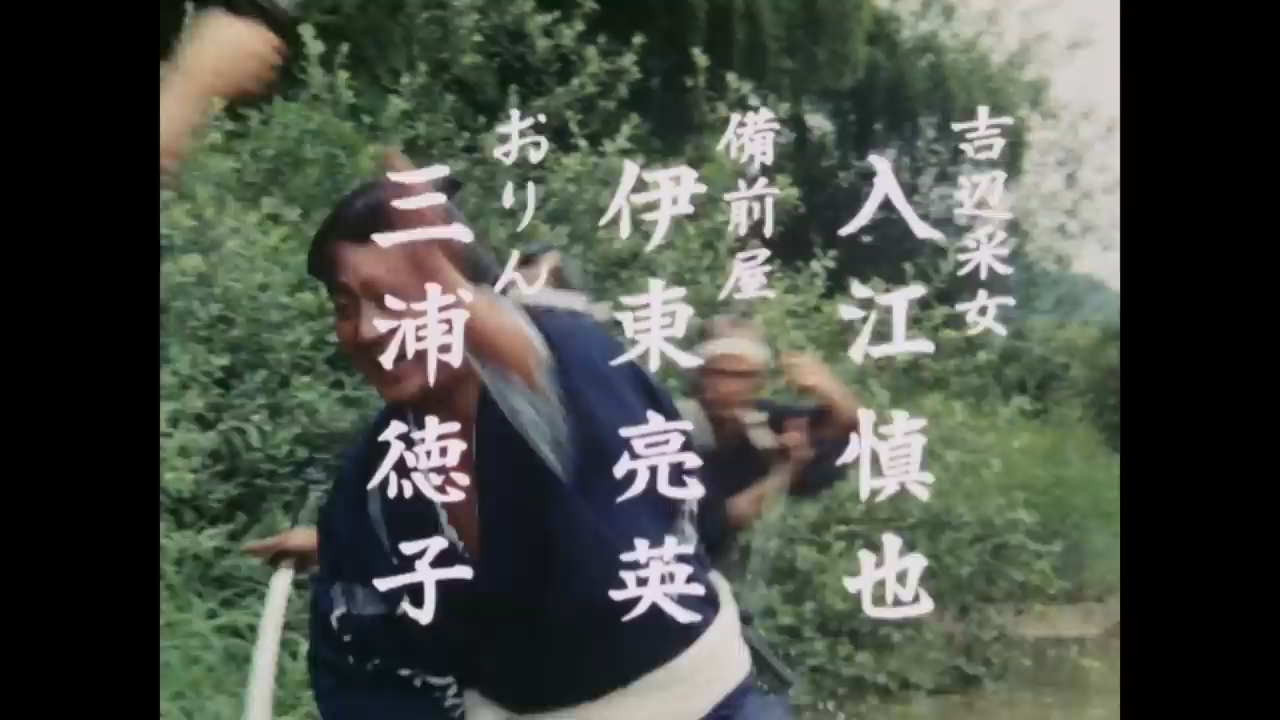 吉辺采女
入江慎也
備前屋
伊東亮英
おりん
三浦徳子